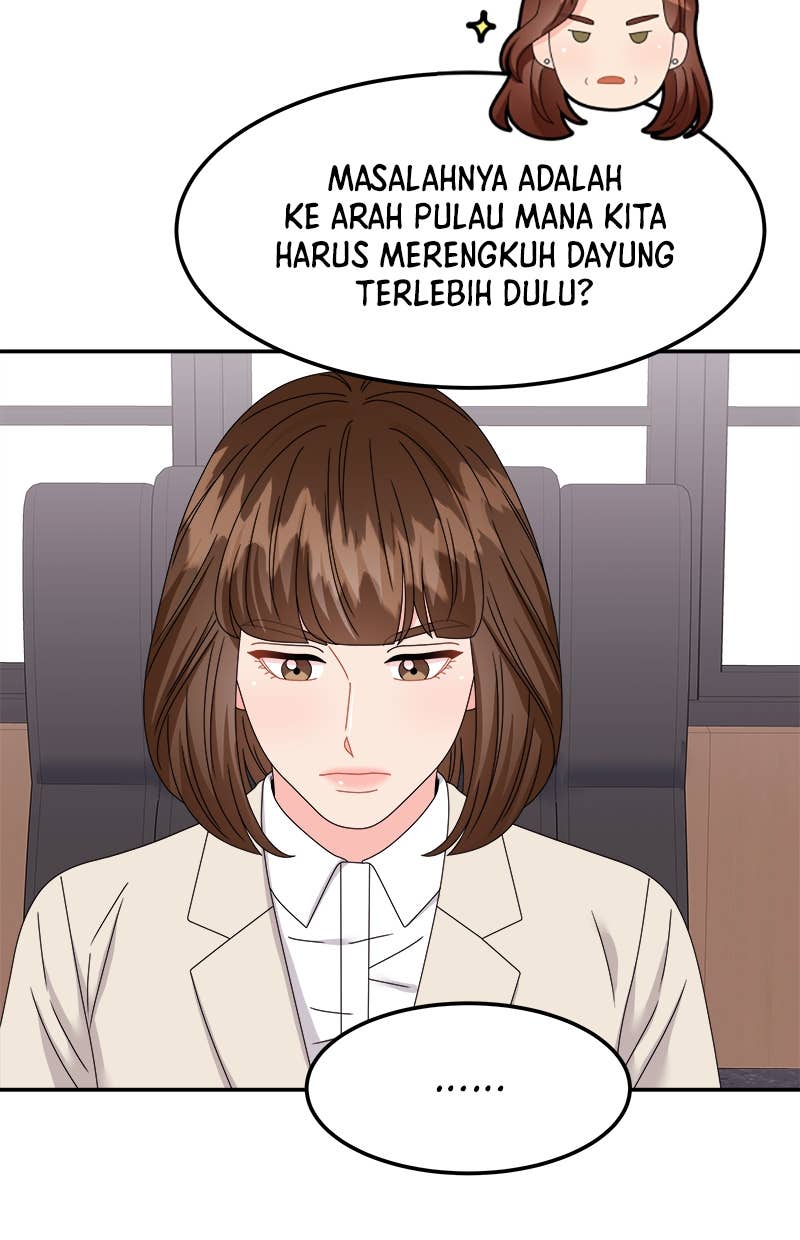 MASALAHNYA ADALAH
KE ARAH PULAU MANA KITA
HARUS MERENGKUH DAYUNG
TERLEBIH DULU?
......